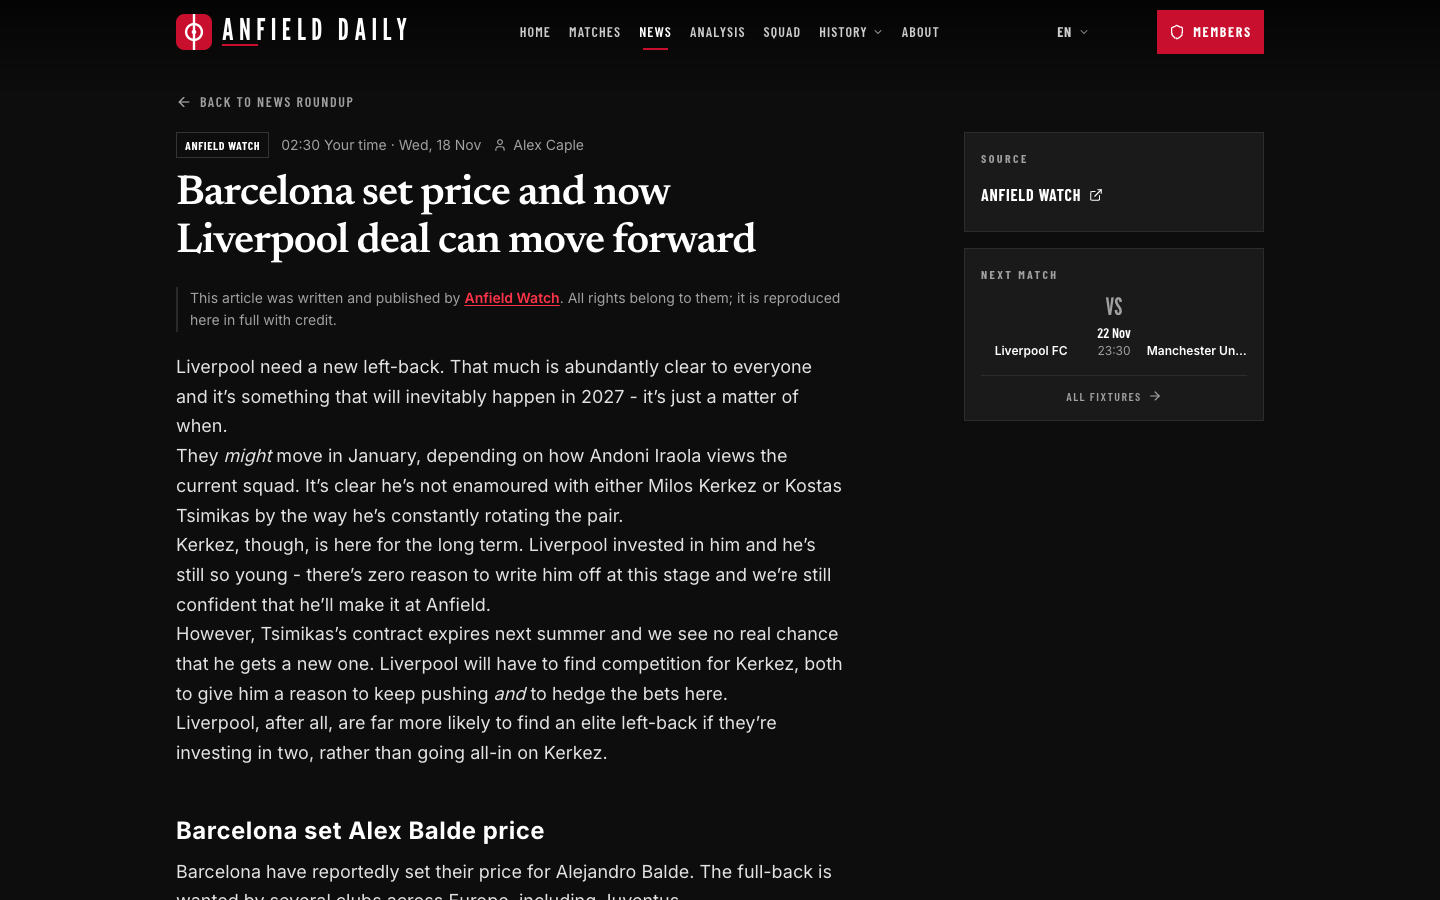 ANFIELD DAILY
HOME MATCHES NEWS ANALYSIS SQUAD HISTORY ABOUT
EN
MEMBERS
BACK TO NEWS ROUNDUP
ANFIELD WATCH 02:30 Your time · Wed, 18 Nov Alex Caple
Barcelona set price and now
Liverpool deal can move forward
This article was written and published by Anfield Watch. All rights belong to them; it is reproduced
here in full with credit.
Liverpool need a new left-back. That much is abundantly clear to everyone
and it’s something that will inevitably happen in 2027 - it’s just a matter of
when.
They might move in January, depending on how Andoni Iraola views the
current squad. It’s clear he’s not enamoured with either Milos Kerkez or Kostas
Tsimikas by the way he’s constantly rotating the pair.
Kerkez, though, is here for the long term. Liverpool invested in him and he’s
still so young - there’s zero reason to write him off at this stage and we’re still
confident that he’ll make it at Anfield.
However, Tsimikas’s contract expires next summer and we see no real chance
that he gets a new one. Liverpool will have to find competition for Kerkez, both
to give him a reason to keep pushing and to hedge the bets here.
Liverpool, after all, are far more likely to find an elite left-back if they’re
investing in two, rather than going all-in on Kerkez.
Barcelona set Alex Balde price
Barcelona have reportedly set their price for Alejandro Balde. The full-back is
wanted by several clubs across Europe, including Juventus.
SOURCE
ANFIELD WATCH
NEXT MATCH
VS
22 Nov
Liverpool FC 23:30 Manchester Un...
ALL FIXTURES